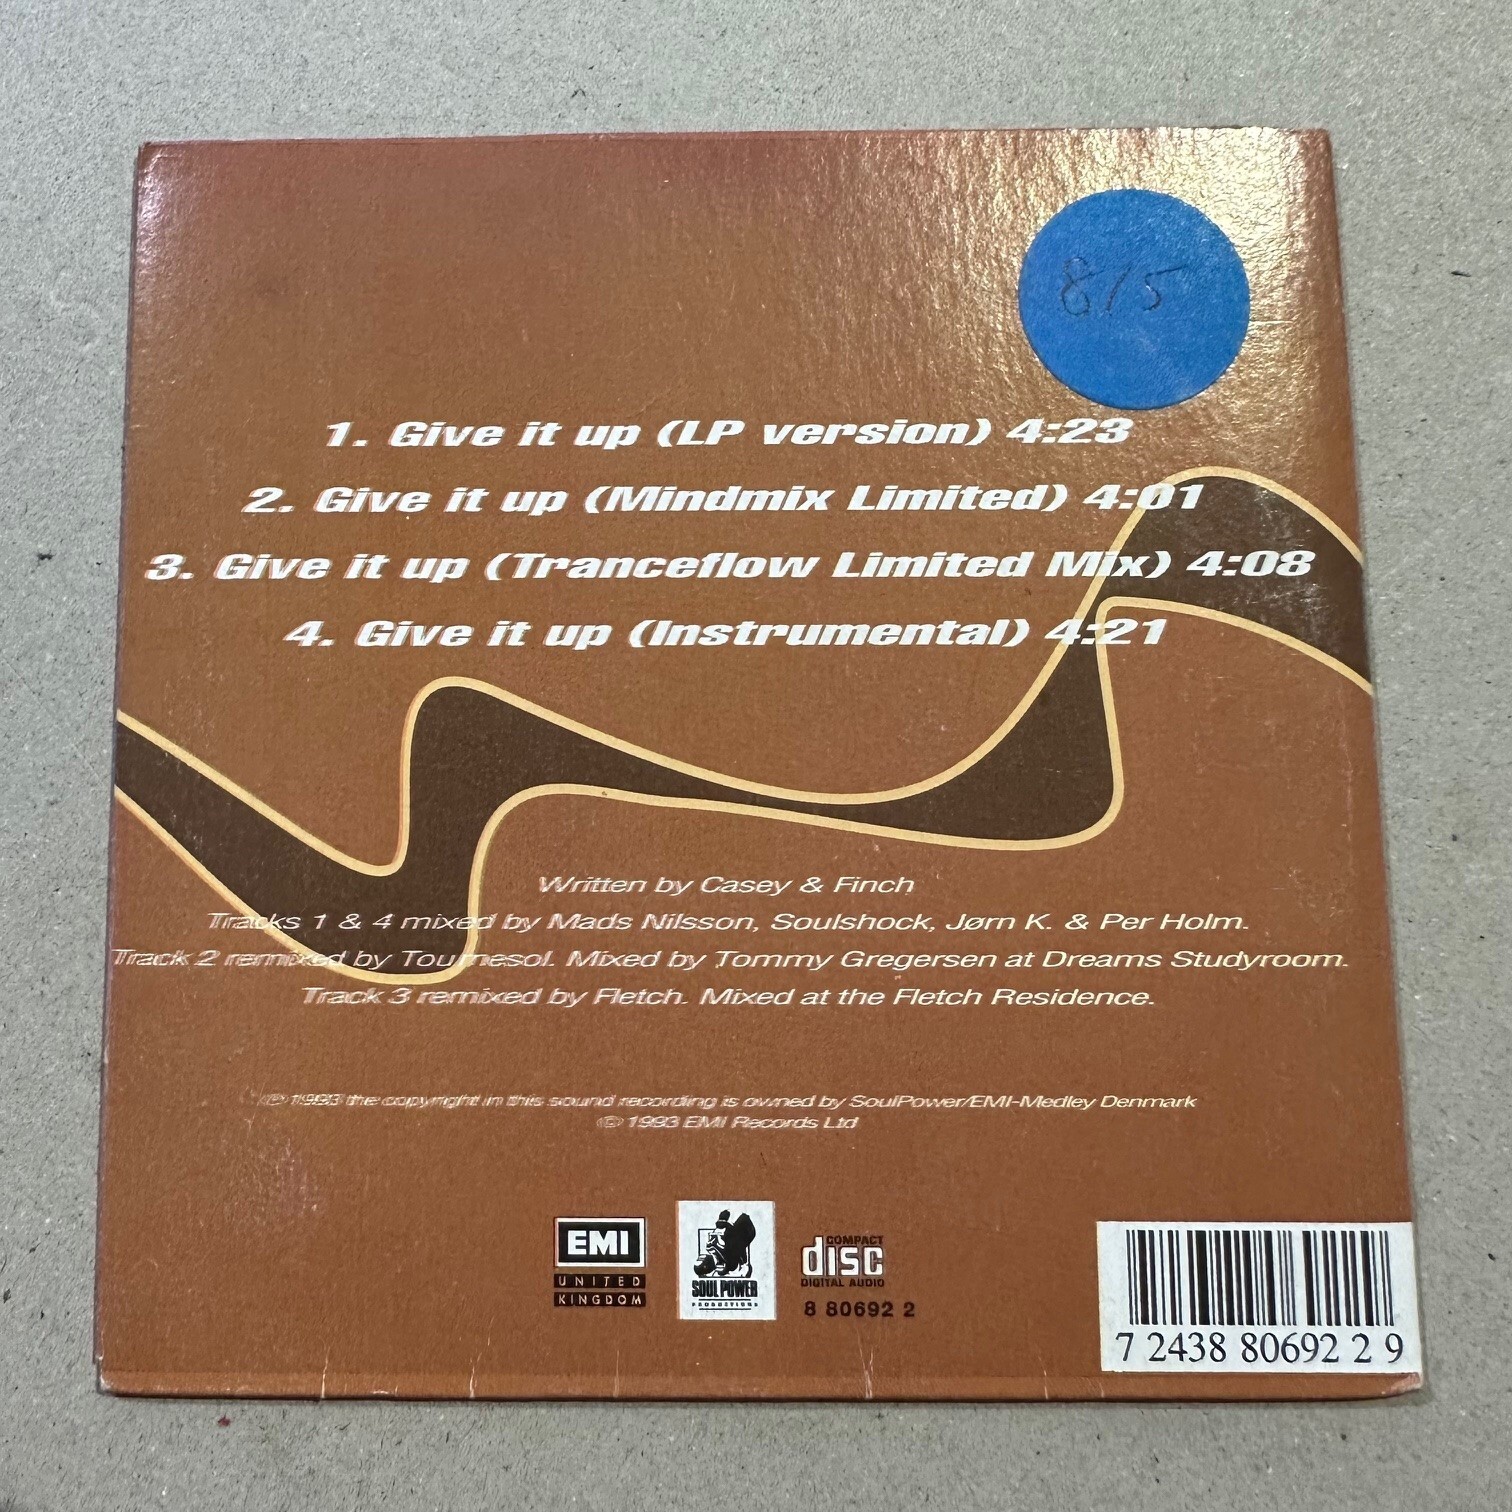 8/5
1. Give it up (LP version) 4:23
2. Give it up (Mindmix Limited) 4:01
3. Give it up (Tranceflow Limited Mix) 4:08
4. Give it up (Instrumental) 4:21
Written by Casey & Finch
Tracks 1 & 4 mixed by Mads Nilsson, Soulshock, Jørn K. & Per Holm.
Track 2 remixed by Tournesol. Mixed by Tommy Gregersen at Dreams Studyroom.
Track 3 remixed by Fletch. Mixed at the Fletch Residence.
℗ 1993 the copyright in this sound recording is owned by SoulPower/EMI-Medley Denmark
© 1993 EMI Records Ltd
EMI
UNITED
KINGDOM
SOUL POWER
PRODUCTIONS
COMPACT
disc
DIGITAL AUDIO
8 80692 2
7 2438 80692 2 9